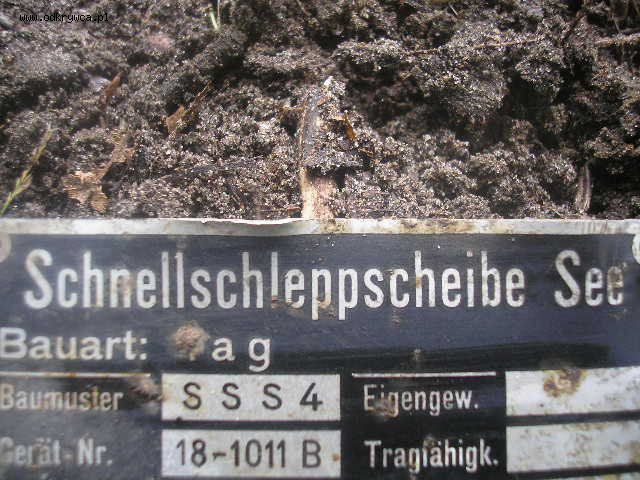 www.odkrywca.pl
Schnellschleppscheibe See
Bauart: ag
Baumuster SSS4 Eigengew.
Gerät-Nr. 18-1011 B Tragfähigk.